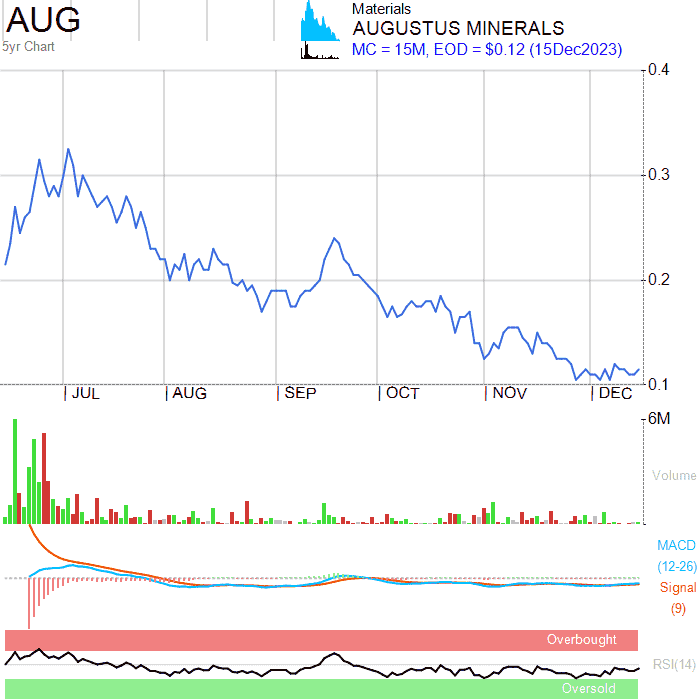 AUG
5yr Chart
Materials
AUGUSTUS MINERALS
MC = 15M, EOD = $0.12 (15Dec2023)
0.4
0.3
0.2
0.1
JUL AUG SEP OCT NOV DEC
6M
Volume
MACD
(12-26)
Signal
(9)
Overbought
RSI(14)
Oversold